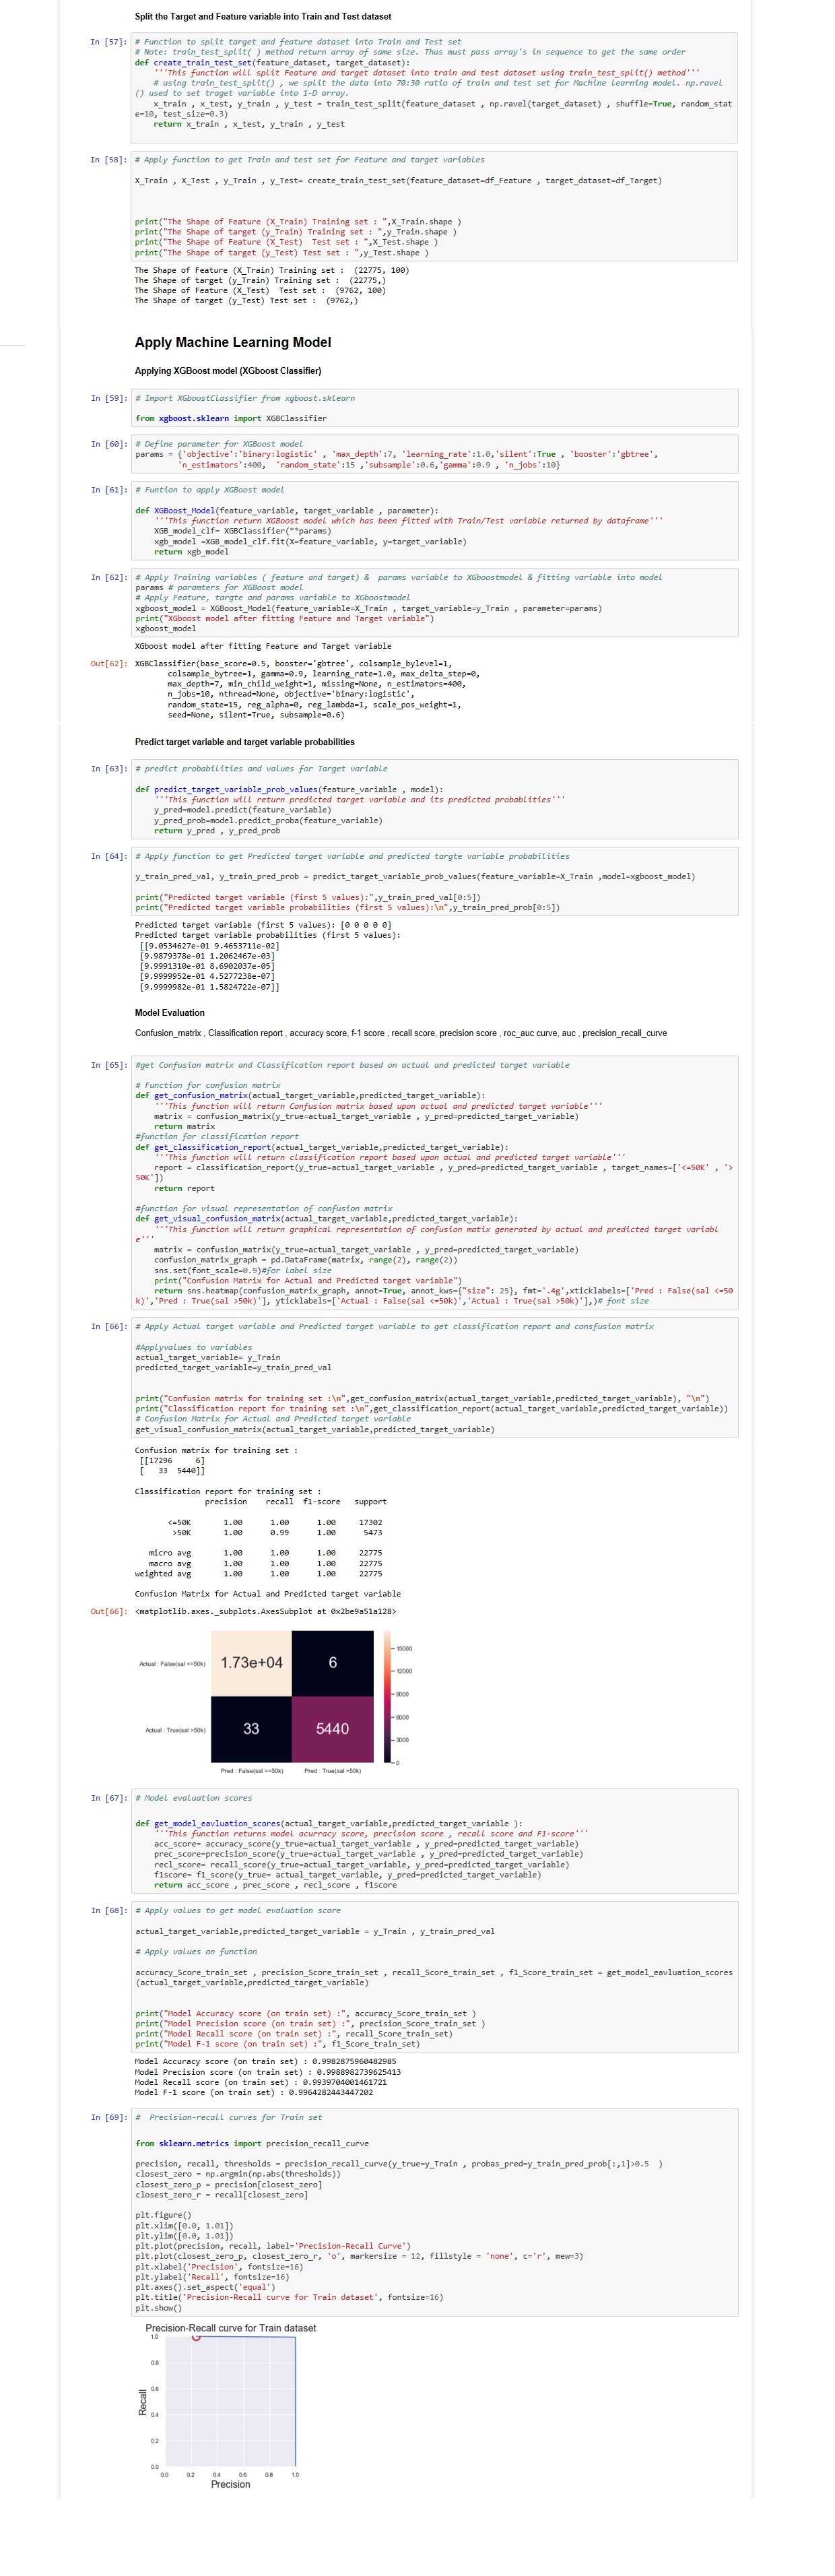 Split the Target and Feature variable into Train and Test dataset
In [57]: # Function to split target and feature dataset into Train and Test set
# Note: train_test_split( ) method return array of same size. Thus must pass array's in sequence to get the same order
def create_train_test_set(feature_dataset, target_dataset):
'''This function will split Feature and target dataset into train and test dataset using train_test_split() method'''
# using train_test_split() , we split the data into 70:30 ratio of train and test set for Machine learning model. np.ravel
() used to set traget variable into 1-D array.
x_train , x_test, y_train , y_test = train_test_split(feature_dataset , np.ravel(target_dataset) , shuffle=True, random_stat
e=10, test_size=0.3)
return x_train , x_test, y_train , y_test
In [58]: # Apply function to get Train and test set for Feature and target variables
X_Train , X_Test , y_Train , y_Test= create_train_test_set(feature_dataset=df_Feature , target_dataset=df_Target)
print("The Shape of Feature (X_Train) Training set : ",X_Train.shape )
print("The Shape of target (y_Train) Training set : ",y_Train.shape )
print("The Shape of Feature (X_Test)  Test set : ",X_Test.shape )
print("The Shape of target (y_Test) Test set : ",y_Test.shape )
The Shape of Feature (X_Train) Training set :  (22775, 100)
The Shape of target (y_Train) Training set :  (22775,)
The Shape of Feature (X_Test)  Test set :  (9762, 100)
The Shape of target (y_Test) Test set :  (9762,)
Apply Machine Learning Model
Applying XGBoost model (XGboost Classifier)
In [59]: # Import XGboostClassifier from xgboost.sklearn
from xgboost.sklearn import XGBClassifier
In [60]: # Define parameter for XGBoost model
params = {'objective':'binary:logistic' , 'max_depth':7, 'learning_rate':1.0,'silent':True , 'booster':'gbtree',
'n_estimators':400,  'random_state':15 ,'subsample':0.6,'gamma':0.9 , 'n_jobs':10}
In [61]: # Funtion to apply XGBoost model
def XGBoost_Model(feature_variable, target_variable , parameter):
'''This function return XGBoost model which has been fitted with Train/Test variable returned by dataframe'''
XGB_model_clf= XGBClassifier(**params)
xgb_model =XGB_model_clf.fit(X=feature_variable, y=target_variable)
return xgb_model
In [62]: # Apply Training variables ( feature and target) &  params variable to XGboostmodel & fitting variable into model
params # paramters for XGBoost model
# Apply Feature, targte and params variable to XGboostmodel
xgboost_model = XGBoost_Model(feature_variable=X_Train , target_variable=y_Train , parameter=params)
print("XGboost model after fitting Feature and Target variable")
xgboost_model
XGboost model after fitting Feature and Target variable
Out[62]: XGBClassifier(base_score=0.5, booster='gbtree', colsample_bylevel=1,
colsample_bytree=1, gamma=0.9, learning_rate=1.0, max_delta_step=0,
max_depth=7, min_child_weight=1, missing=None, n_estimators=400,
n_jobs=10, nthread=None, objective='binary:logistic',
random_state=15, reg_alpha=0, reg_lambda=1, scale_pos_weight=1,
seed=None, silent=True, subsample=0.6)
Predict target variable and target variable probabilities
In [63]: # predict probabilities and values for Target variable
def predict_target_variable_prob_values(feature_variable , model):
'''This function will return predicted target variable and its predicted probablities'''
y_pred=model.predict(feature_variable)
y_pred_prob=model.predict_proba(feature_variable)
return y_pred , y_pred_prob
In [64]: # Apply function to get Predicted target variable and predicted targte variable probabilities
y_train_pred_val, y_train_pred_prob = predict_target_variable_prob_values(feature_variable=X_Train ,model=xgboost_model)
print("Predicted target variable (first 5 values):",y_train_pred_val[0:5])
print("Predicted target variable probabilities (first 5 values):\n",y_train_pred_prob[0:5])
Predicted target variable (first 5 values): [0 0 0 0 0]
Predicted target variable probabilities (first 5 values):
[[9.0534627e-01 9.4653711e-02]
[9.9879378e-01 1.2062467e-03]
[9.9991310e-01 8.6902037e-05]
[9.9999952e-01 4.5277238e-07]
[9.9999982e-01 1.5824722e-07]]
Model Evaluation
Confusion_matrix , Classification report , accuracy score, f-1 score , recall score, precision score , roc_auc curve, auc , precision_recall_curve
In [65]: #get Confusion matrix and Classification report based on actual and predicted target variable
# Function for confusion matrix
def get_confusion_matrix(actual_target_variable,predicted_target_variable):
'''This function will return Confusion matrix based upon actual and predicted target variable'''
matrix = confusion_matrix(y_true=actual_target_variable , y_pred=predicted_target_variable)
return matrix
#function for classification report
def get_classification_report(actual_target_variable,predicted_target_variable):
'''This function will return classification report based upon actual and predicted target variable'''
report = classification_report(y_true=actual_target_variable , y_pred=predicted_target_variable , target_names=['<=50K' , '>
50K'])
return report
#function for visual representation of confusion matrix
def get_visual_confusion_matrix(actual_target_variable,predicted_target_variable):
'''This function will return graphical representation of confusion matix generated by actual and predicted target variabl
e'''
matrix = confusion_matrix(y_true=actual_target_variable , y_pred=predicted_target_variable)
confusion_matrix_graph = pd.DataFrame(matrix, range(2), range(2))
sns.set(font_scale=0.9)#for label size
print("Confusion Matrix for Actual and Predicted target variable")
return sns.heatmap(confusion_matrix_graph, annot=True, annot_kws={"size": 25}, fmt='.4g',xticklabels=['Pred : False(sal <=50
k)','Pred : True(sal >50k)'], yticklabels=['Actual : False(sal <=50k)','Actual : True(sal >50k)'],)# font size
In [66]: # Apply Actual target variable and Predicted target variable to get classification report and consfusion matrix
#Applyvalues to variables
actual_target_variable= y_Train
predicted_target_variable=y_train_pred_val
print("Confusion matrix for training set :\n",get_confusion_matrix(actual_target_variable,predicted_target_variable), "\n")
print("Classification report for training set :\n",get_classification_report(actual_target_variable,predicted_target_variable))
# Confusion Matrix for Actual and Predicted target variable
get_visual_confusion_matrix(actual_target_variable,predicted_target_variable)
Confusion matrix for training set :
[[17296     6]
[   33  5440]]
Classification report for training set :
precision    recall  f1-score   support
<=50K       1.00      1.00      1.00     17302
>50K       1.00      0.99      1.00      5473
micro avg       1.00      1.00      1.00     22775
macro avg       1.00      1.00      1.00     22775
weighted avg       1.00      1.00      1.00     22775
Confusion Matrix for Actual and Predicted target variable
Out[66]: <matplotlib.axes._subplots.AxesSubplot at 0x2be9a51a128>
15000
Actual : False(sal <=50k) 1.73e+04 6
12000
9000
6000
Actual : True(sal >50k) 33 5440
3000
0
Pred : False(sal <=50k) Pred : True(sal >50k)
In [67]: # Model evaluation scores
def get_model_eavluation_scores(actual_target_variable,predicted_target_variable ):
'''This function returns model acurracy score, precision score , recall score and F1-score'''
acc_score= accuracy_score(y_true=actual_target_variable , y_pred=predicted_target_variable)
prec_score=precision_score(y_true=actual_target_variable , y_pred=predicted_target_variable)
recl_score= recall_score(y_true=actual_target_variable, y_pred=predicted_target_variable)
f1score= f1_score(y_true= actual_target_variable, y_pred=predicted_target_variable)
return acc_score , prec_score , recl_score , f1score
In [68]: # Apply values to get model evaluation score
actual_target_variable,predicted_target_variable = y_Train , y_train_pred_val
# Apply values on function
accuracy_Score_train_set , precision_Score_train_set , recall_Score_train_set , f1_Score_train_set = get_model_eavluation_scores
(actual_target_variable,predicted_target_variable)
print("Model Accuracy score (on train set) :", accuracy_Score_train_set )
print("Model Precision score (on train set) :", precision_Score_train_set )
print("Model Recall score (on train set) :", recall_Score_train_set)
print("Model F-1 score (on train set) :", f1_Score_train_set)
Model Accuracy score (on train set) : 0.9982875960482985
Model Precision score (on train set) : 0.9988982739625413
Model Recall score (on train set) : 0.9939704001461721
Model F-1 score (on train set) : 0.9964282443447202
In [69]: #  Precision-recall curves for Train set
from sklearn.metrics import precision_recall_curve
precision, recall, thresholds = precision_recall_curve(y_true=y_Train , probas_pred=y_train_pred_prob[:,1]>0.5  )
closest_zero = np.argmin(np.abs(thresholds))
closest_zero_p = precision[closest_zero]
closest_zero_r = recall[closest_zero]
plt.figure()
plt.xlim([0.0, 1.01])
plt.ylim([0.0, 1.01])
plt.plot(precision, recall, label='Precision-Recall Curve')
plt.plot(closest_zero_p, closest_zero_r, 'o', markersize = 12, fillstyle = 'none', c='r', mew=3)
plt.xlabel('Precision', fontsize=16)
plt.ylabel('Recall', fontsize=16)
plt.axes().set_aspect('equal')
plt.title('Precision-Recall curve for Train dataset', fontsize=16)
plt.show()
Precision-Recall curve for Train dataset
1.0
0.8
0.6
Recall
0.4
0.2
0.0
0.0 0.2 0.4 0.6 0.8 1.0
Precision